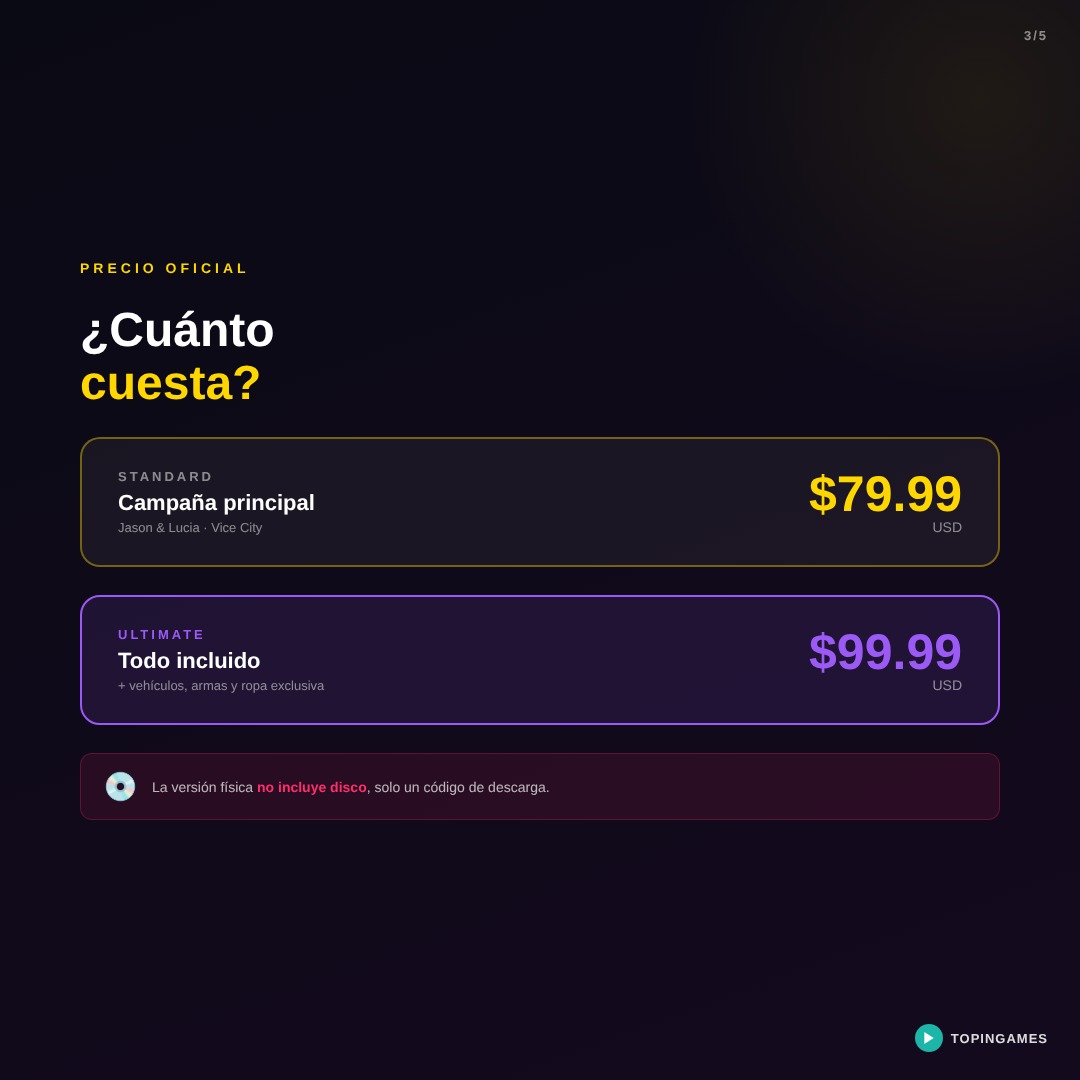 3/5
PRECIO OFICIAL
¿Cuánto
cuesta?
STANDARD
Campaña principal
Jason & Lucia · Vice City
$79.99
USD
ULTIMATE
Todo incluido
+ vehículos, armas y ropa exclusiva
$99.99
USD
La versión física no incluye disco, solo un código de descarga.
TOPINGAMES